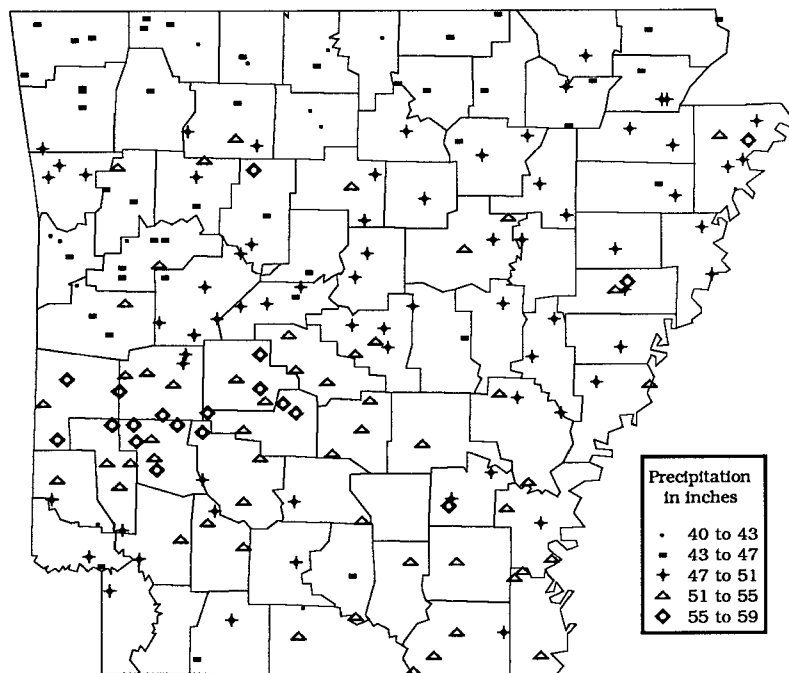 Precipitation
in inches
40 to 43
43 to 47
47 to 51
51 to 55
55 to 59